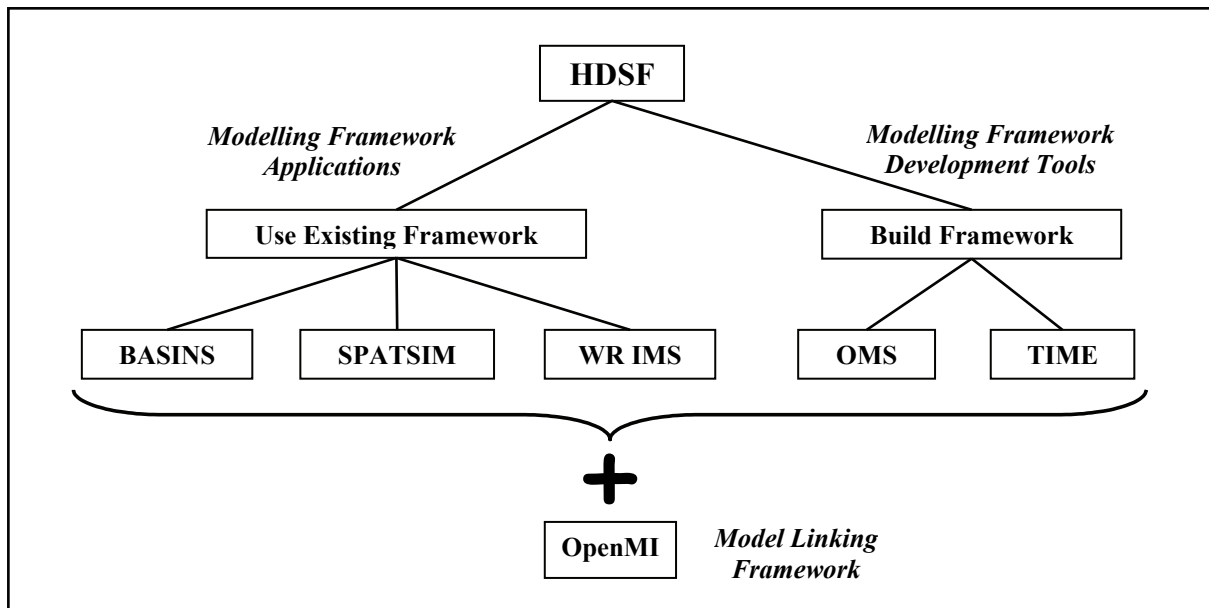 HDSF
Modelling Framework
Applications
Modelling Framework
Development Tools
Use Existing Framework
Build Framework
BASINS
SPATSIM
WR IMS
OMS
TIME
OpenMI
Model Linking
Framework